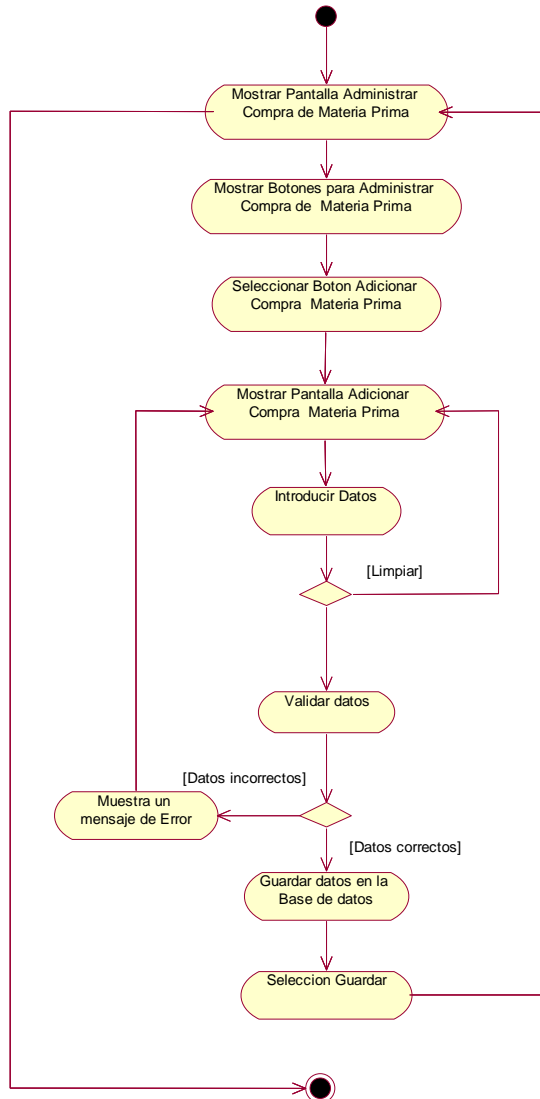 Mostrar Pantalla Administrar
Compra de Materia Prima
Mostrar Botones para Administrar
Compra de Materia Prima
Seleccionar Boton Adicionar
Compra Materia Prima
Mostrar Pantalla Adicionar
Compra Materia Prima
Introducir Datos
[Limpiar]
Validar datos
[Datos incorrectos]
Muestra un
mensaje de Error
[Datos correctos]
Guardar datos en la
Base de datos
Seleccion Guardar